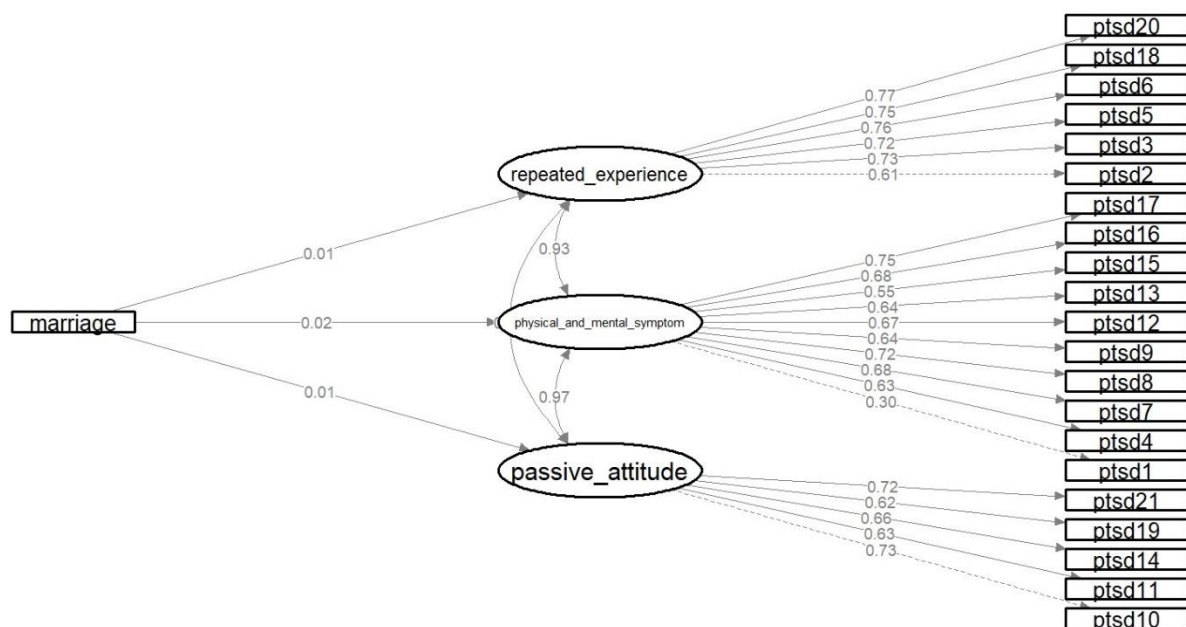 ptsd20
ptsd18
ptsd6
0.77
0.75
ptsd5
0.76
0.72
ptsd3
0.73
repeated_experience
0.61
ptsd2
ptsd17
ptsd16
0.01
0.93
0.75
ptsd15
0.68
0.55
ptsd13
0.64
marriage
0.02
physical_and_mental_symptom
0.67
ptsd12
0.64
ptsd9
0.72
ptsd8
0.68
0.01
0.97
0.63
0.30
ptsd7
ptsd4
passive_attitude
ptsd1
0.72
0.62
ptsd21
0.66
ptsd19
0.63
0.73
ptsd14
ptsd11
ptsd10